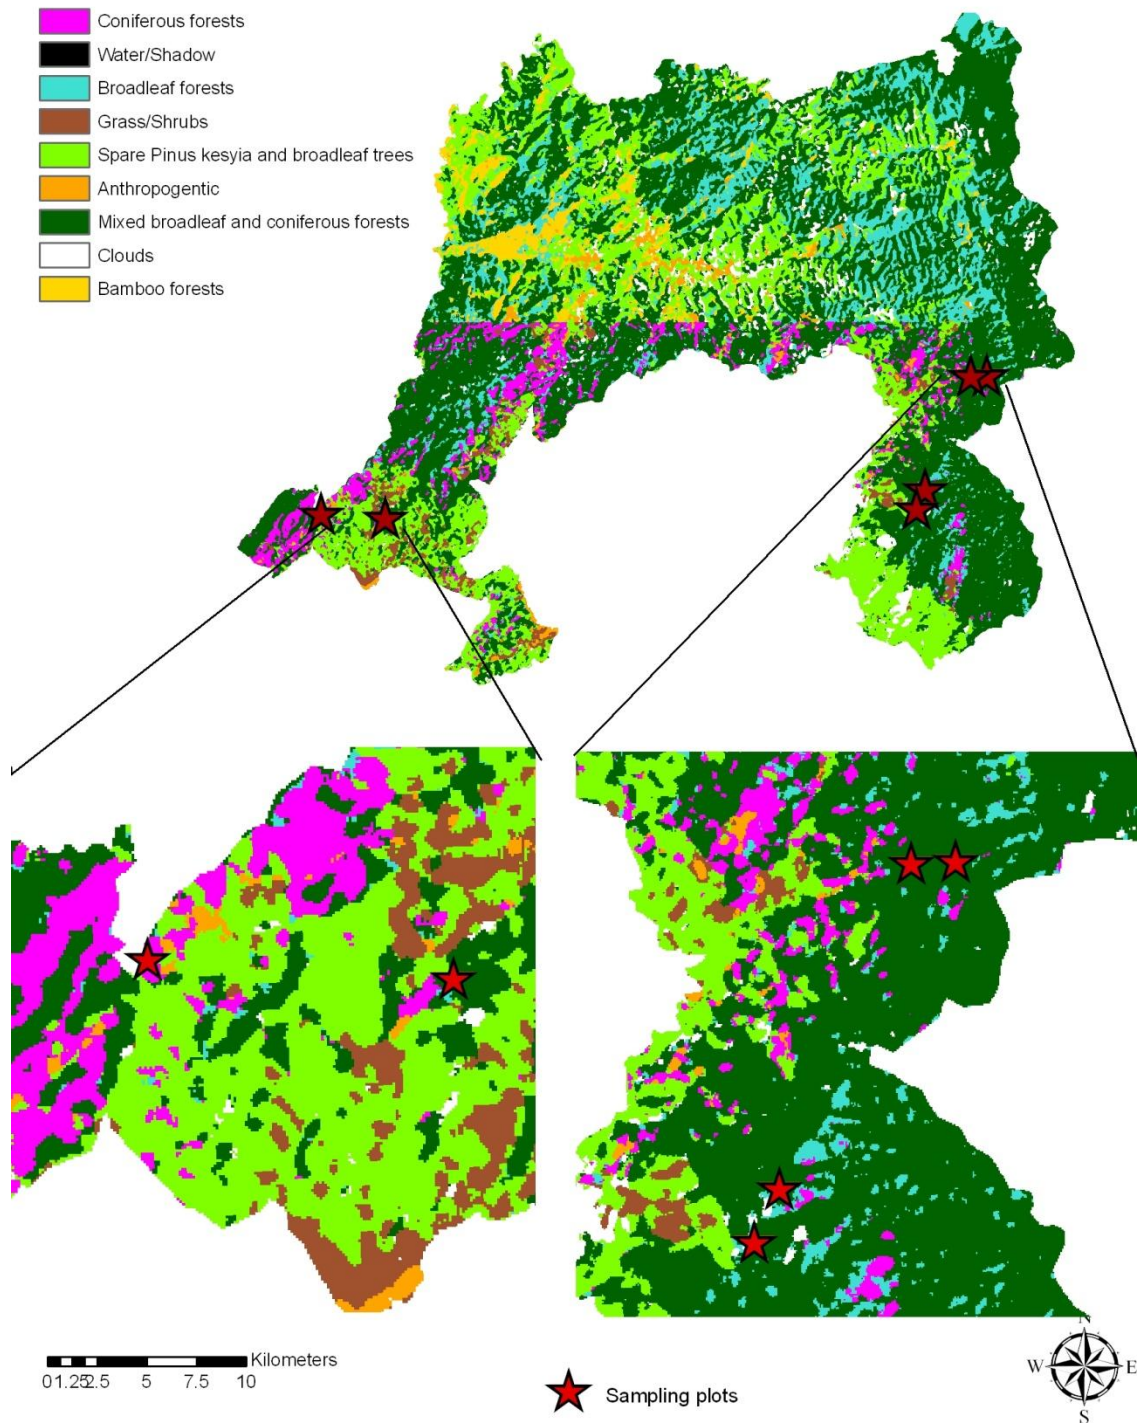 Coniferous forests
Water/Shadow
Broadleaf forests
Grass/Shrubs
Spare Pinus kesyia and broadleaf trees
Anthropogentic
Mixed broadleaf and coniferous forests
Clouds
Bamboo forests
Kilometers
0 1.25 2.5 5 7.5 10
Sampling plots
N
W E
S